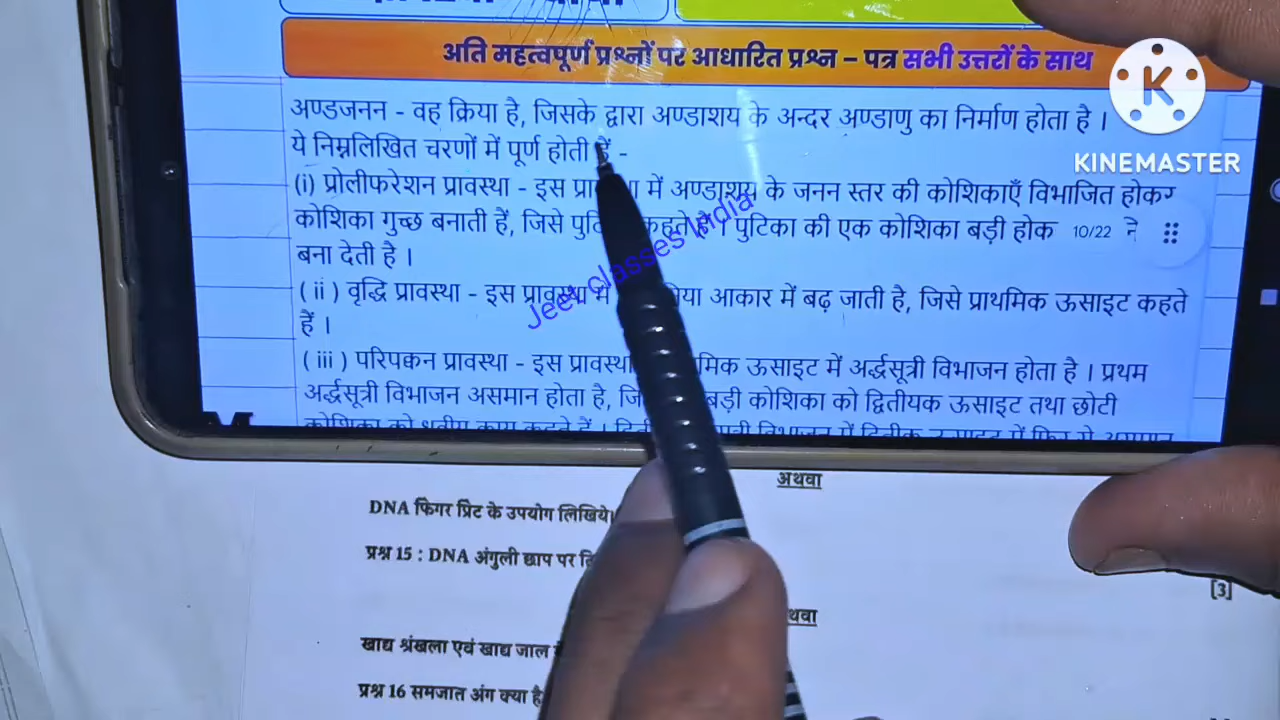 अति महत्वपूर्ण प्रश्नों पर आधारित प्रश्न – पत्र सभी उत्तरों के साथ
KINEMASTER
अण्डजनन - वह क्रिया है, जिसके द्वारा अण्डाशय के अन्दर अण्डाणु का निर्माण होता है ।
ये निम्नलिखित चरणों में पूर्ण होती हैं -
(i) प्रोलीफरेशन प्रावस्था - इस में अण्डाशय के जनन स्तर की कोशिकाएँ विभाजित होकर
कोशिका गुच्छ बनाती हैं, जिसे कहते हैं । पुटिका की एक कोशिका बड़ी 10/22
बना देती है ।
Jeet classes India
( ii ) वृद्धि प्रावस्था - इस प्रावस्था में आकार में बढ़ जाती है, जिसे प्राथमिक ऊसाइट कहते
हैं ।
( iii ) परिपक्वन प्रावस्था - इस ऊसाइट में अर्द्धसूत्री विभाजन होता है । प्रथम
अर्द्धसूत्री विभाजन असमान होता है, बड़ी कोशिका को द्वितीयक ऊसाइट तथा छोटी
कोशिका को ध्रुवीय काय कहते हैं ।
अथवा
DNA फिंगर प्रिंट के उपयोग लिखिये।
प्रश्न 15 : DNA अंगुली छाप पर
[3]
खाद्य श्रंखला एवं खाद्य जाल
प्रश्न 16 समजात अंग क्या